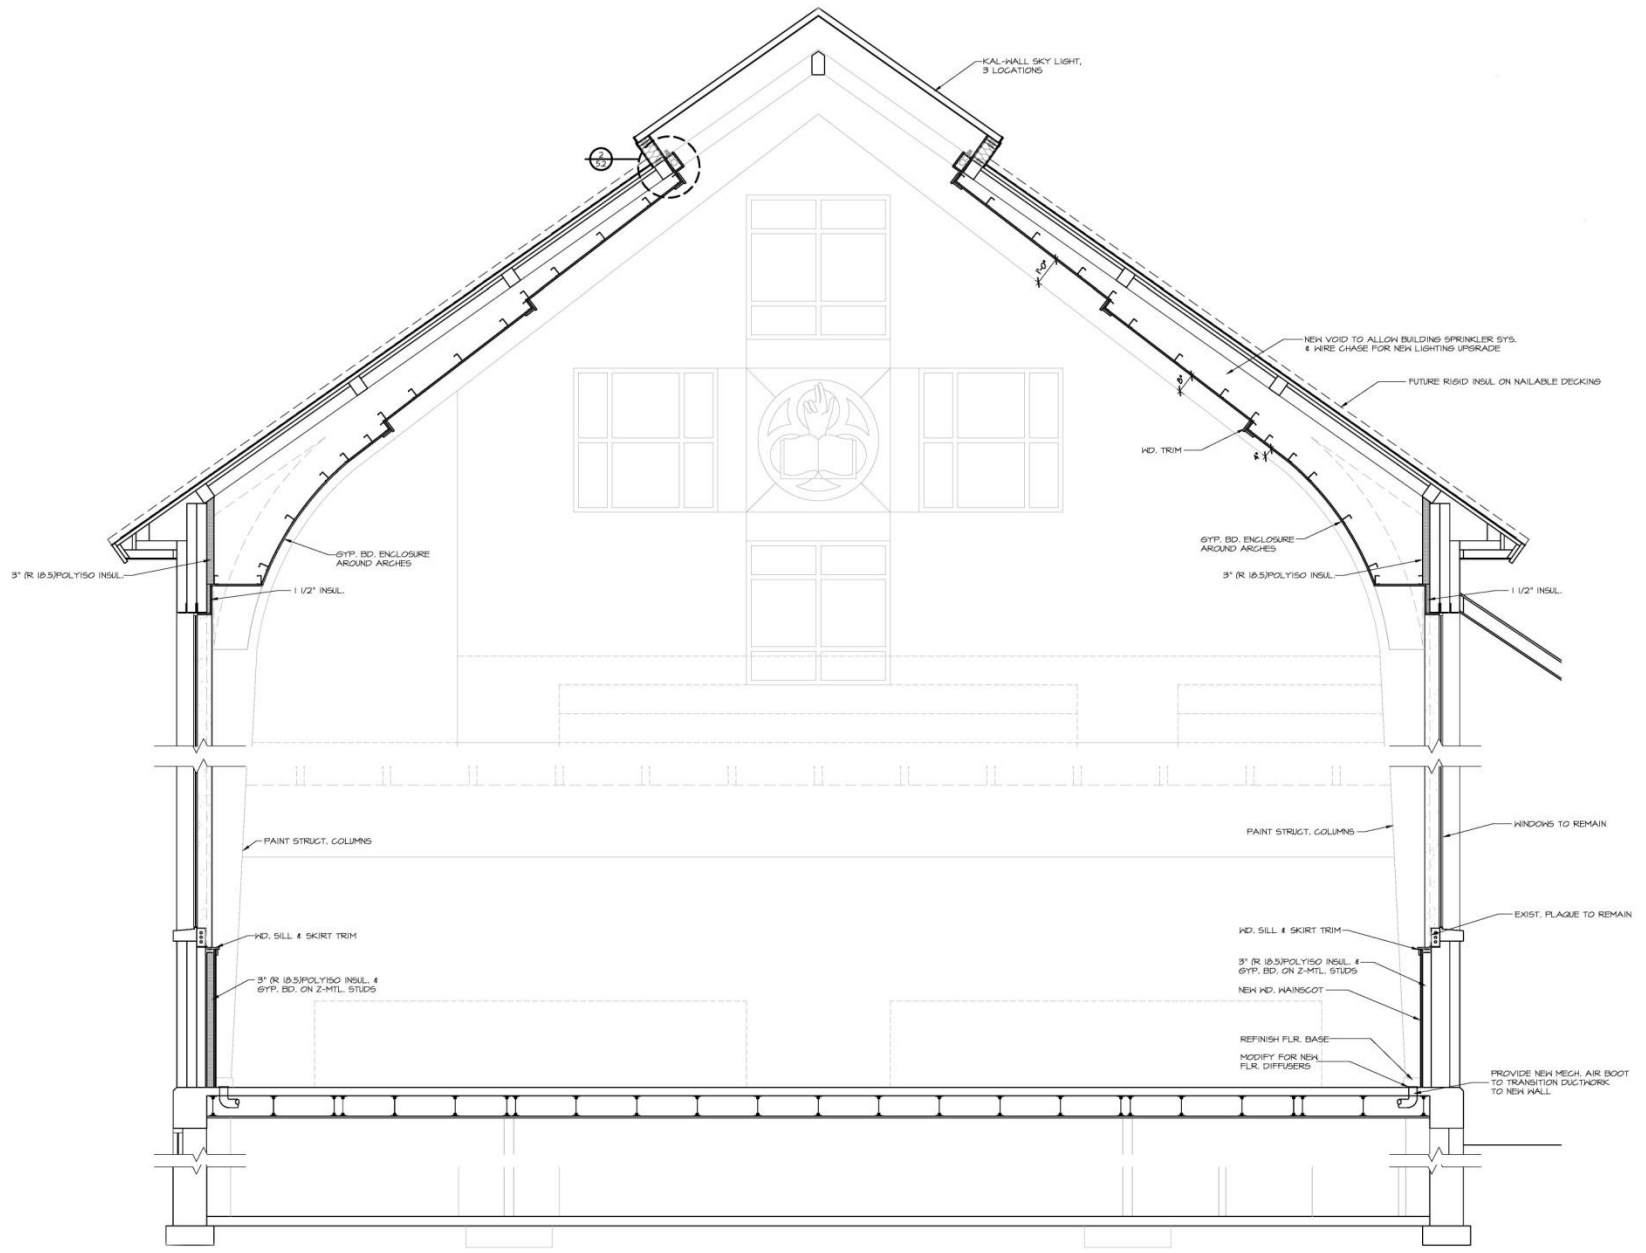 KAL-WALL SKY LIGHT,
3 LOCATIONS
2
S2
1'-0"
NEW VOID TO ALLOW BUILDING SPRINKLER SYS.
& WIRE CHASE FOR NEW LIGHTING UPGRADE
FUTURE RIGID INSUL ON NAILABLE DECKING
8"
WD. TRIM
4"
GYP. BD. ENCLOSURE
AROUND ARCHES
GYP. BD. ENCLOSURE
AROUND ARCHES
3" (R 18.5)POLYISO INSUL.
3" (R 18.5)POLYISO INSUL.
1 1/2" INSUL.
1 1/2" INSUL.
PAINT STRUCT. COLUMNS
PAINT STRUCT. COLUMNS
WINDOWS TO REMAIN
EXIST. PLAQUE TO REMAIN
WD. SILL & SKIRT TRIM
WD. SILL & SKIRT TRIM
3" (R 18.5)POLYISO INSUL. &
GYP. BD. ON Z-MTL. STUDS
3" (R 18.5)POLYISO INSUL. &
GYP. BD. ON Z-MTL. STUDS
NEW WD. WAINSCOT
REFINISH FLR. BASE
MODIFY FOR NEW
FLR. DIFFUSERS
PROVIDE NEW MECH. AIR BOOT
TO TRANSITION DUCTWORK
TO NEW WALL